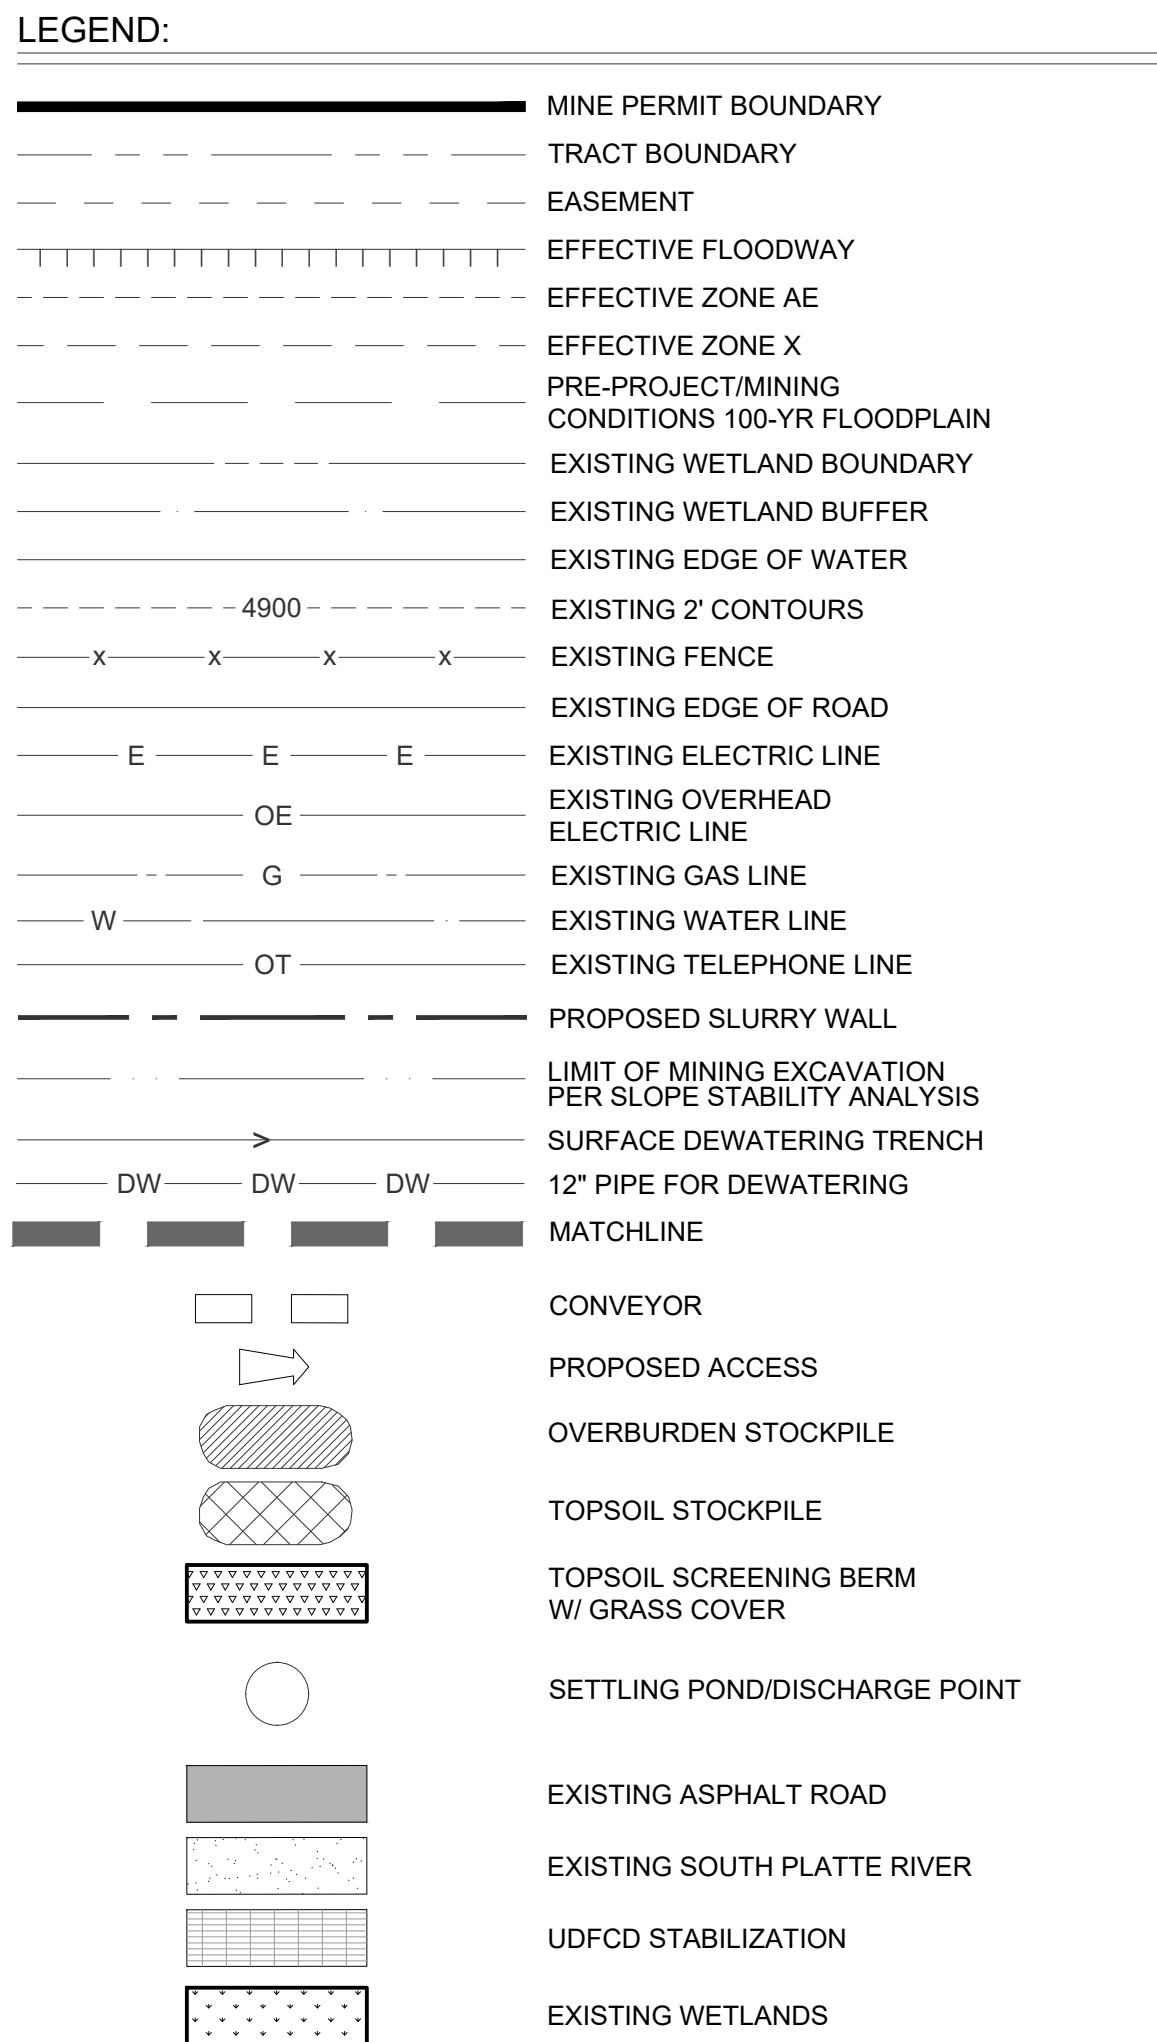 LEGEND:
MINE PERMIT BOUNDARY
TRACT BOUNDARY
EASEMENT
EFFECTIVE FLOODWAY
EFFECTIVE ZONE AE
EFFECTIVE ZONE X
PRE-PROJECT/MINING
CONDITIONS 100-YR FLOODPLAIN
EXISTING WETLAND BOUNDARY
EXISTING WETLAND BUFFER
EXISTING EDGE OF WATER
4900 EXISTING 2' CONTOURS
x x x x EXISTING FENCE
EXISTING EDGE OF ROAD
E E E EXISTING ELECTRIC LINE
OE EXISTING OVERHEAD
ELECTRIC LINE
G EXISTING GAS LINE
W EXISTING WATER LINE
OT EXISTING TELEPHONE LINE
PROPOSED SLURRY WALL
LIMIT OF MINING EXCAVATION
PER SLOPE STABILITY ANALYSIS
> SURFACE DEWATERING TRENCH
DW DW DW 12" PIPE FOR DEWATERING
MATCHLINE
CONVEYOR
PROPOSED ACCESS
OVERBURDEN STOCKPILE
TOPSOIL STOCKPILE
TOPSOIL SCREENING BERM
W/ GRASS COVER
SETTLING POND/DISCHARGE POINT
EXISTING ASPHALT ROAD
EXISTING SOUTH PLATTE RIVER
UDFCD STABILIZATION
EXISTING WETLANDS